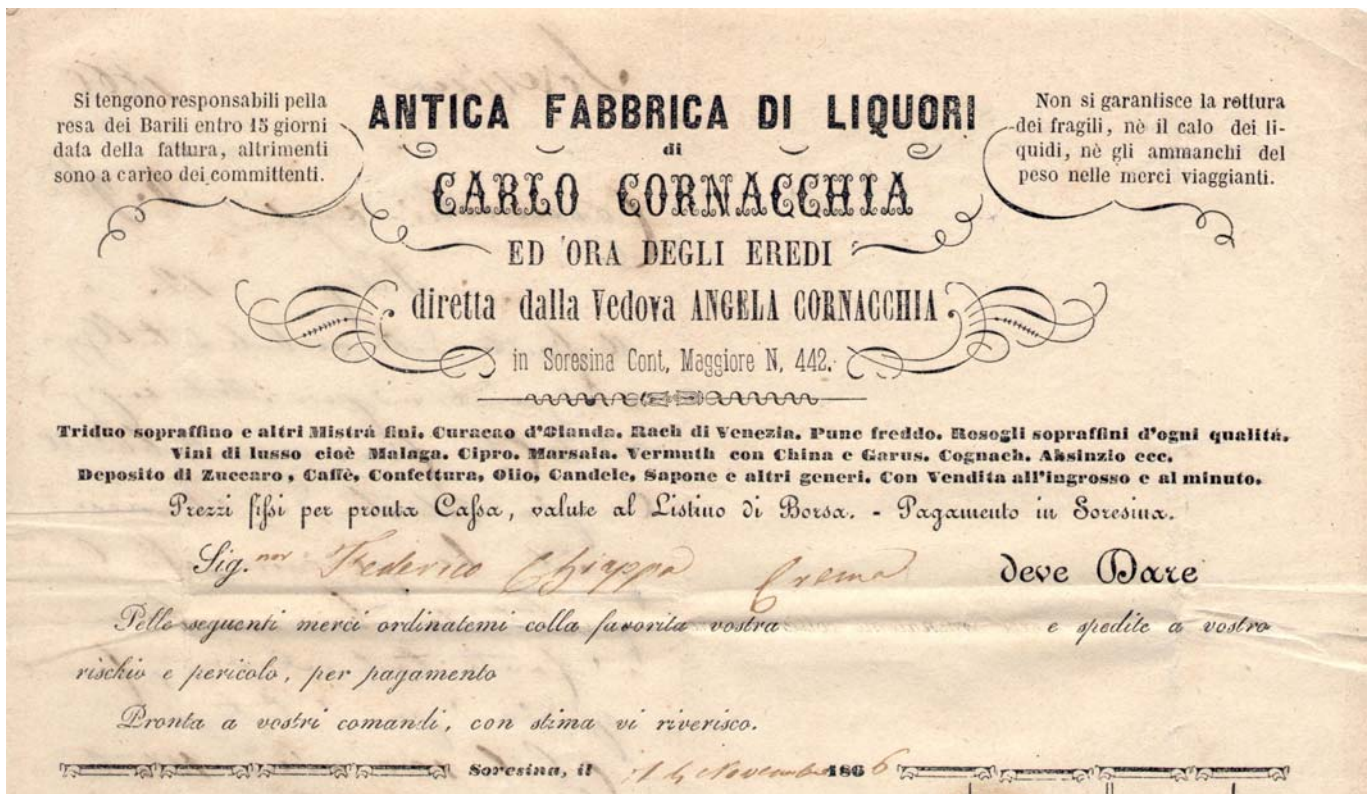 Si tengono responsabili pella
resa dei Barili entro 15 giorni
data della fattura, altrimenti
sono a carico dei committenti.
ANTICA FABBRICA DI LIQUORI
di
CARLO CORNACCHIA
ED ORA DEGLI EREDI
diretta dalla Vedova ANGELA CORNACCHIA
in Soresina Cont, Maggiore N, 442.
Non si garantisce la rottura
dei fragili, nè il calo dei li-
quidi, nè gli ammanchi del
peso nelle merci viaggianti.
Triduo sopraffino e altri Mistrà fini. Curacao d'Olanda. Rach di Venezia. Punc freddo. Rosogli sopraffini d'ogni qualità.
Vini di lusso cioè Malaga. Cipro. Marsala. Vermuth con China e Garus. Cognach. Absinzio ecc.
Deposito di Zuccaro, Caffè, Confettura, Olio, Candele, Sapone e altri generi. Con Vendita all'ingrosso e al minuto.
Prezzi fissi per pronta Cassa, valute al Listino di Borsa. - Pagamento in Soresina.
Sig.nor Federico Chiappa Crema deve Dare
Pelle seguenti merci ordinatemi colla favorita vostra e spedite a vostro
rischio e pericolo, per pagamento
Pronta a vostri comandi, con stima vi riverisco.
Soresina, il 14 Novembre 1866